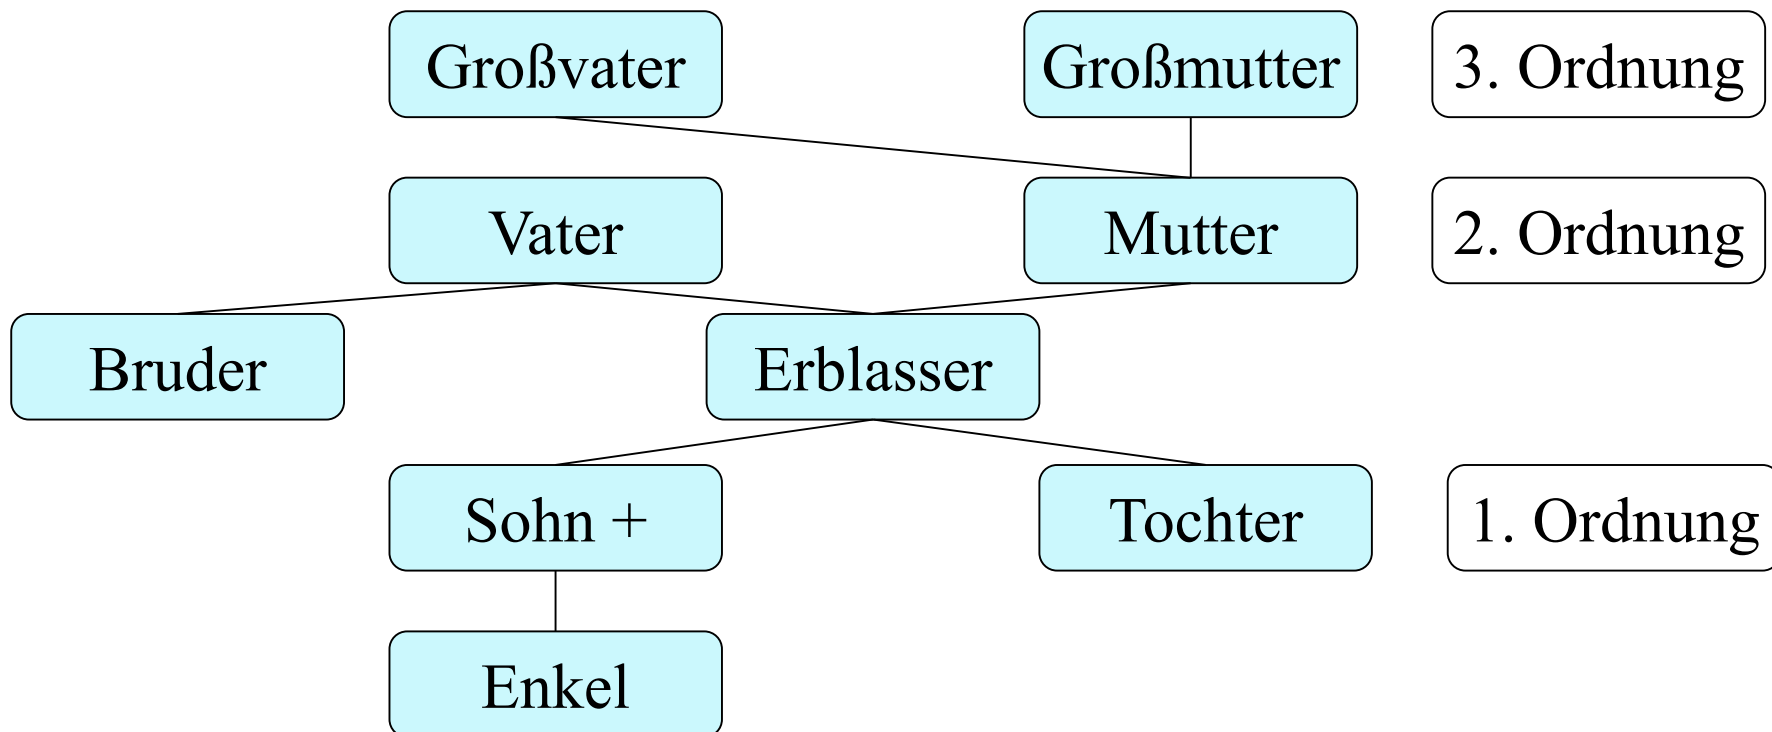 Großvater
Großmutter
3. Ordnung
Vater
Mutter
2. Ordnung
Bruder
Erblasser
Sohn +
Tochter
1. Ordnung
Enkel